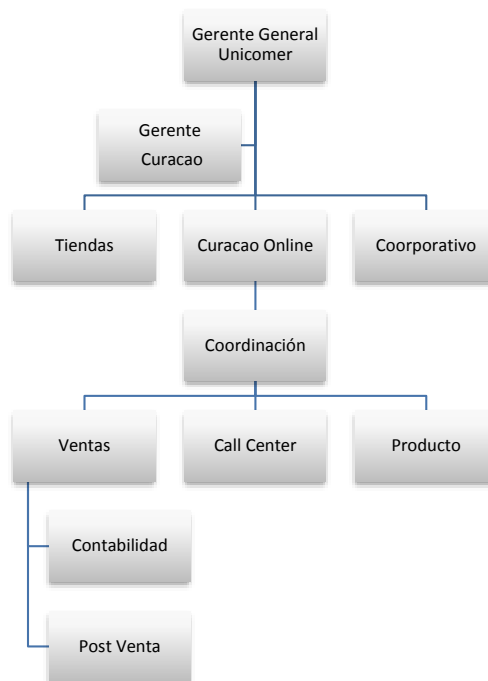 Gerente General
Unicomer
Gerente
Curacao
Tiendas
Curacao Online
Coorporativo
Coordinación
Ventas
Call Center
Producto
Contabilidad
Post Venta